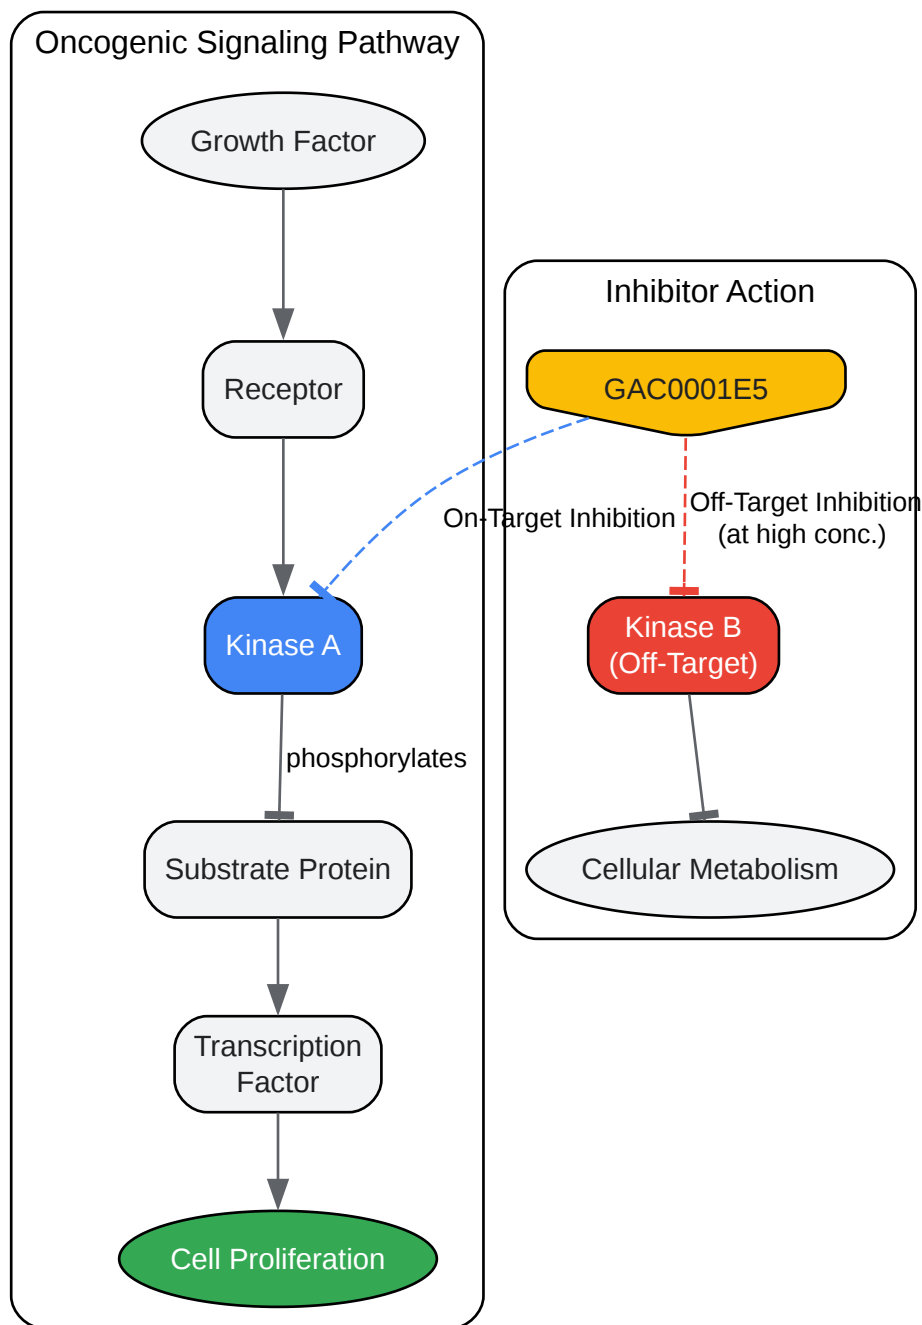 Oncogenic Signaling Pathway
Growth Factor
Receptor
Kinase A
phosphorylates
Substrate Protein
Transcription
Factor
Cell Proliferation
Inhibitor Action
GAC0001E5
On-Target Inhibition
Off-Target Inhibition
(at high conc.)
Kinase B
(Off-Target)
Cellular Metabolism